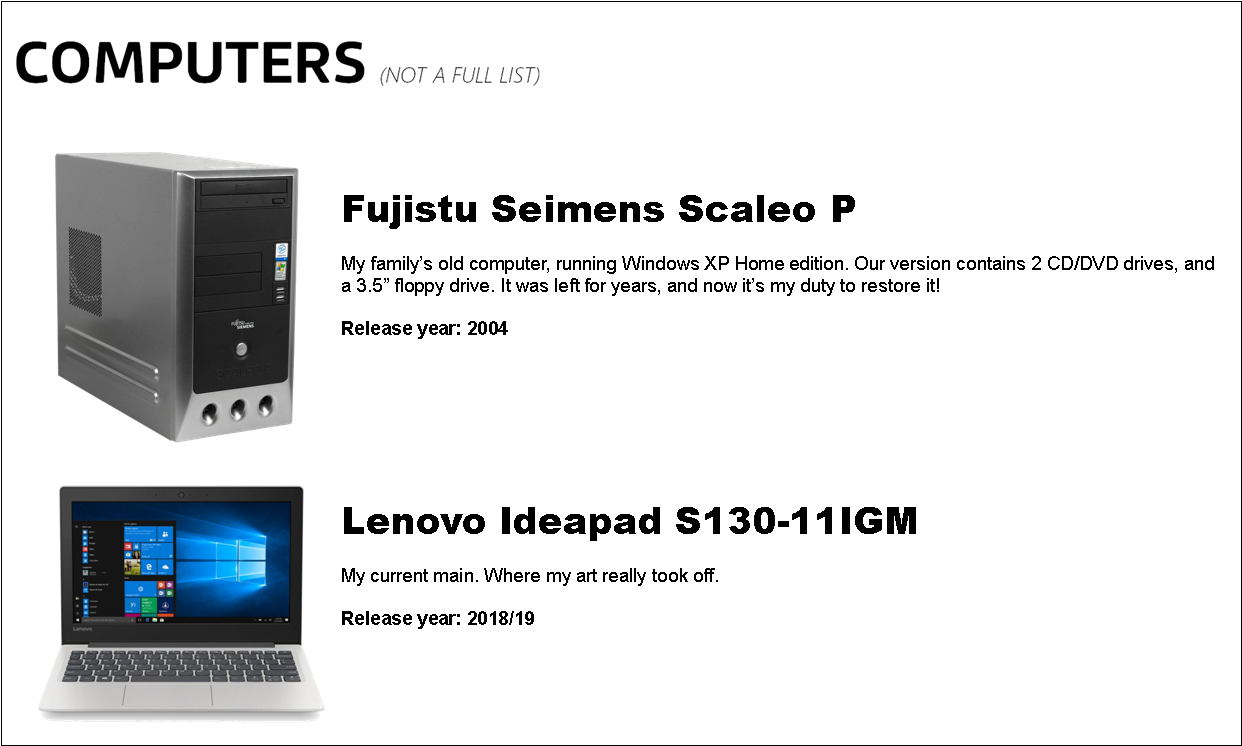 COMPUTERS (NOT A FULL LIST)
Fujistu Seimens Scaleo P
My family’s old computer, running Windows XP Home edition. Our version contains 2 CD/DVD drives, and
a 3.5” floppy drive. It was left for years, and now it’s my duty to restore it!
Release year: 2004
FUJITSU
SIEMENS
Lenovo Ideapad S130-11IGM
My current main. Where my art really took off.
Release year: 2018/19
Lenovo